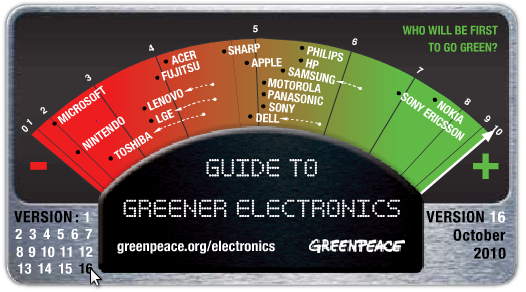 WHO WILL BE FIRST
TO GO GREEN?
0 1 2 3 4 5 6 7 8 9 10
MICROSOFT
NINTENDO
TOSHIBA
ACER
FUJITSU
LENOVO
LGE
SHARP
APPLE
PHILIPS
HP
SAMSUNG
MOTOROLA
PANASONIC
SONY
DELL
NOKIA
SONY ERICSSON
-
+
GUIDE TO
GREENER ELECTRONICS
greenpeace.org/electronics
GREENPEACE
VERSION: 1
2 3 4 5 6 7
8 9 10 11 12
13 14 15 16
VERSION 16
October
2010